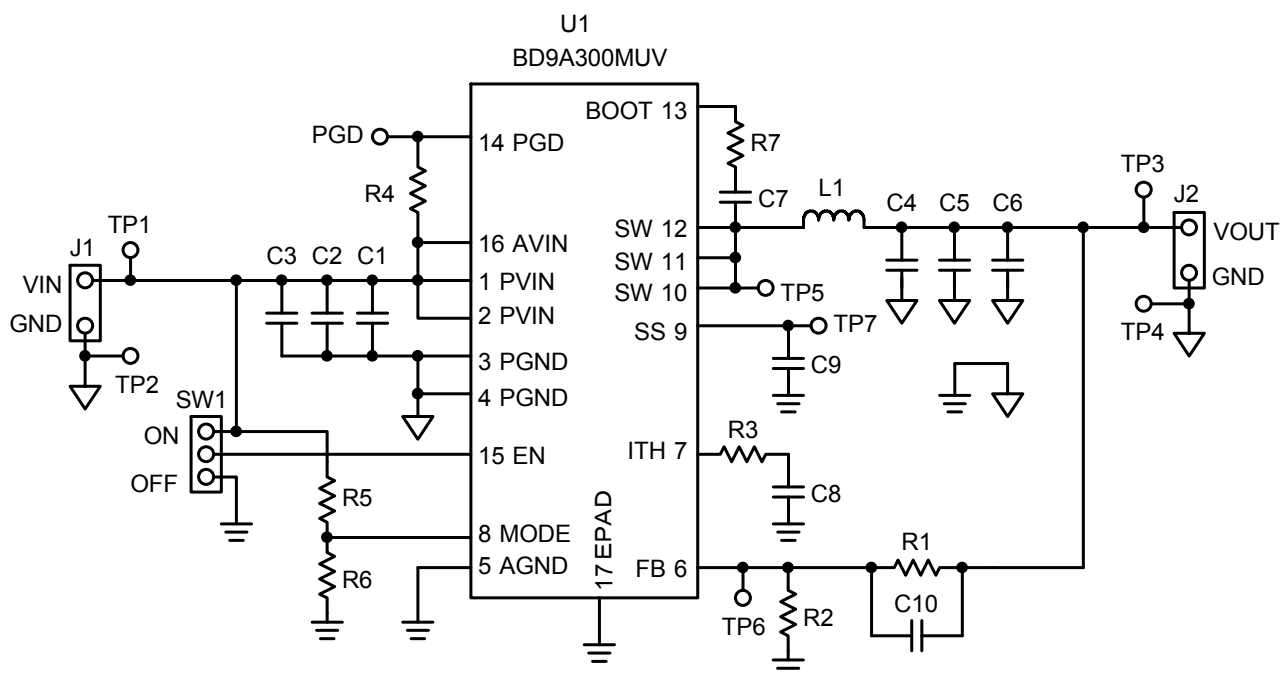 U1
BD9A300MUV
BOOT 13
PGD
14 PGD
R7
R4
C7
L1
C4
C5
C6
TP3
J2
TP1
J1
C3
C2
C1
16 AVIN
SW 12
VOUT
VIN
1 PVIN
SW 11
GND
SW 10
TP5
GND
2 PVIN
SS 9
TP7
TP4
TP2
3 PGND
C9
SW1
4 PGND
ON
R3
15 EN
ITH 7
OFF
R5
C8
8 MODE
R1
5 AGND
17 EPAD
FB 6
R6
C10
TP6
R2